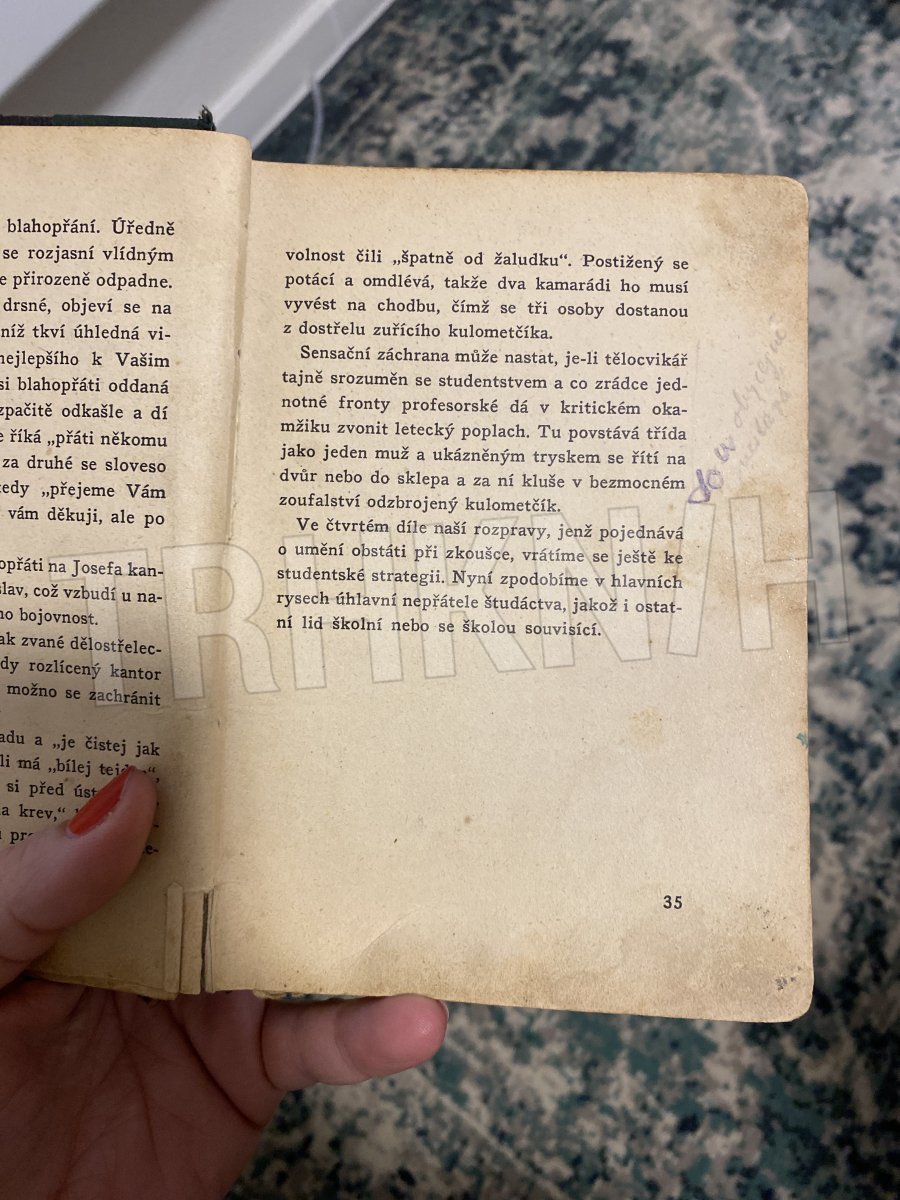 blahopřání. Úředně
se rozjasní vlídným
e přirozeně odpadne.
drsné, objeví se na
níž tkví úhledná vi-
nejlepšího k Vašim
si blahopřáti oddaná
zpačitě odkašle a dí
e říká „přáti někomu
za druhé se sloveso
edy „přejeme Vám
vám děkuji, ale po
opřáti na Josefa kan-
slav, což vzbudí u na-
ho bojovnost.
ak zvané dělostřelec-
dy rozlícený kantor
možno se zachránit
adu a „je čistej jak
li má „bílej
si před
a krev,“
volnost čili „špatně od žaludku“. Postižený se
potácí a omdlévá, takže dva kamarádi ho musí
vyvést na chodbu, čímž se tři osoby dostanou
z dostřelu zuřícího kulometčíka.
Sensační záchrana může nastat, je-li tělocvikář
tajně srozuměn se studentstvem a co zrádce jed-
notné fronty profesorské dá v kritickém oka-
mžiku zvonit letecký poplach. Tu povstává třída
jako jeden muž a ukázněným tryskem se řítí na
dvůr nebo do sklepa a za ní kluše v bezmocném
zoufalství odzbrojený kulometčík.
Ve čtvrtém díle naší rozpravy, jenž pojednává
o umění obstáti při zkoušce, vrátíme se ještě ke
studentské strategii. Nyní zpodobíme v hlavních
rysech úhlavní nepřátele študáctva, jakož i ostat-
ní lid školní nebo se školou souvisící.
35
TRHKNIH